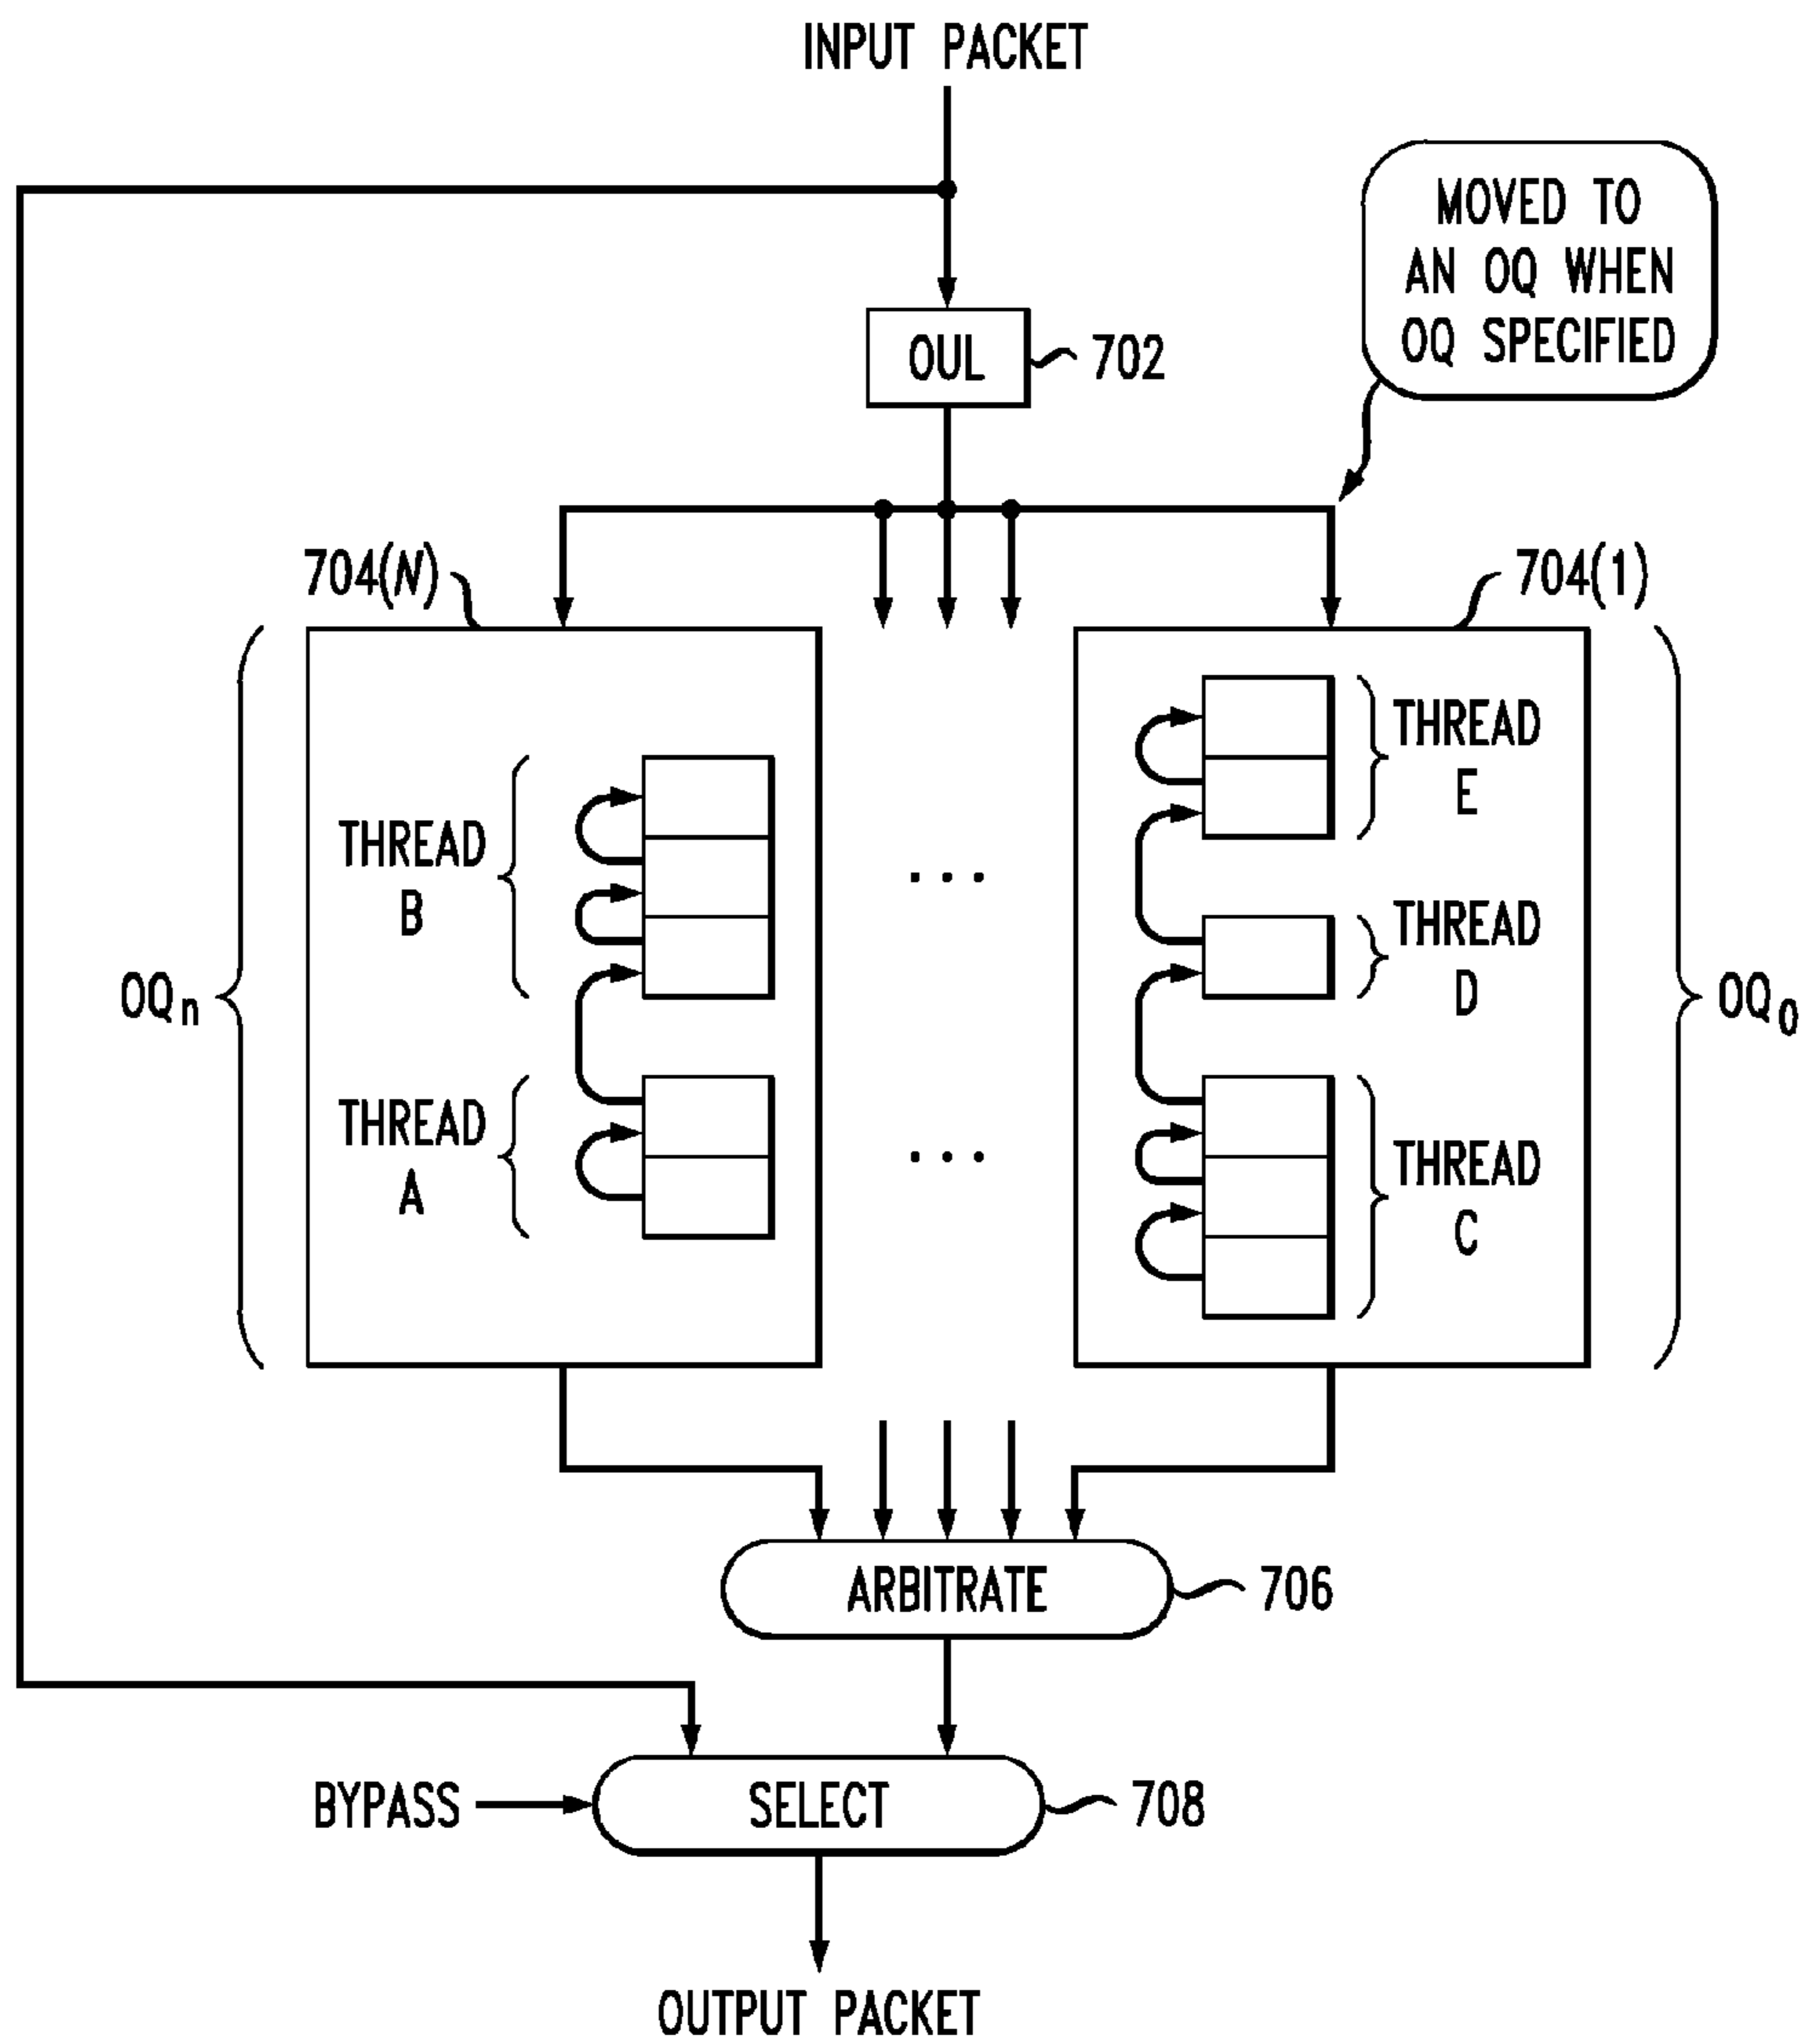 INPUT PACKET
MOVED TO
AN OQ WHEN
OQ SPECIFIED
OUL
702
704(N)
704(1)
THREAD
E
THREAD
B
THREAD
D
OQn
OQ0
THREAD
A
THREAD
C
. . .
. . .
ARBITRATE
706
BYPASS
SELECT
708
OUTPUT PACKET